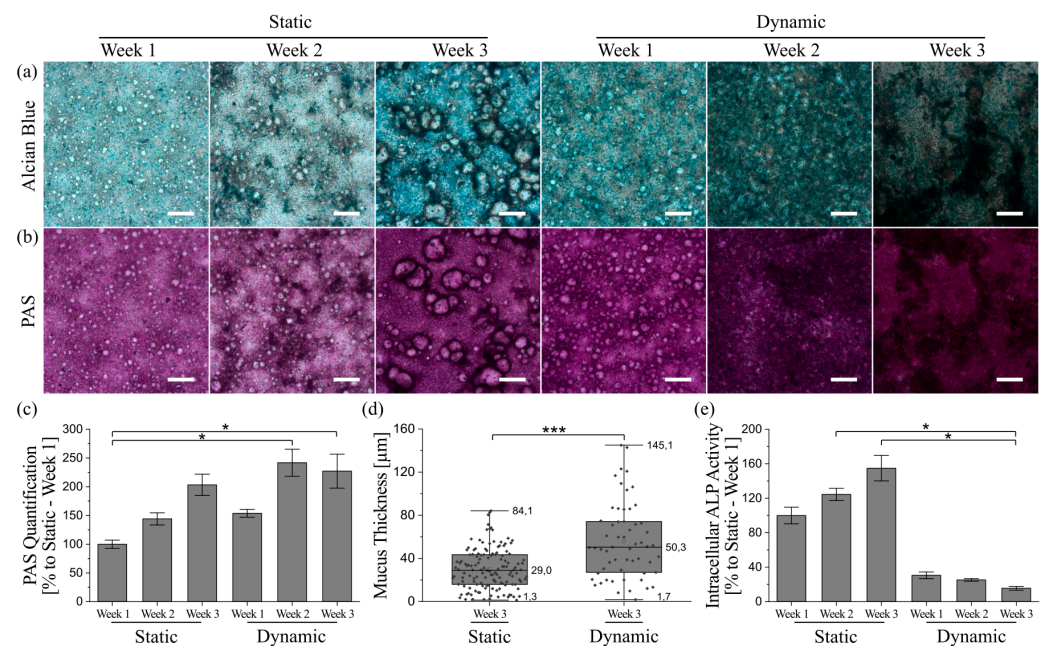 Static
Dynamic
Week 1
Week 2
Week 3
Week 1
Week 2
Week 3
(a)
Alcian Blue
(b)
PAS
(c)
PAS Quantification
[% to Static - Week 1]
300
250
200
150
100
50
0
*
*
Week 1
Week 2
Week 3
Week 1
Week 2
Week 3
Static
Dynamic
(d)
Mucus Thickness [µm]
160
120
80
40
0
***
84,1
29,0
1,3
145,1
50,3
1,7
Week 3
Week 3
Static
Dynamic
(e)
Intracellular ALP Activity
[% to Static - Week 1]
200
160
120
80
40
0
*
*
Week 1
Week 2
Week 3
Week 1
Week 2
Week 3
Static
Dynamic